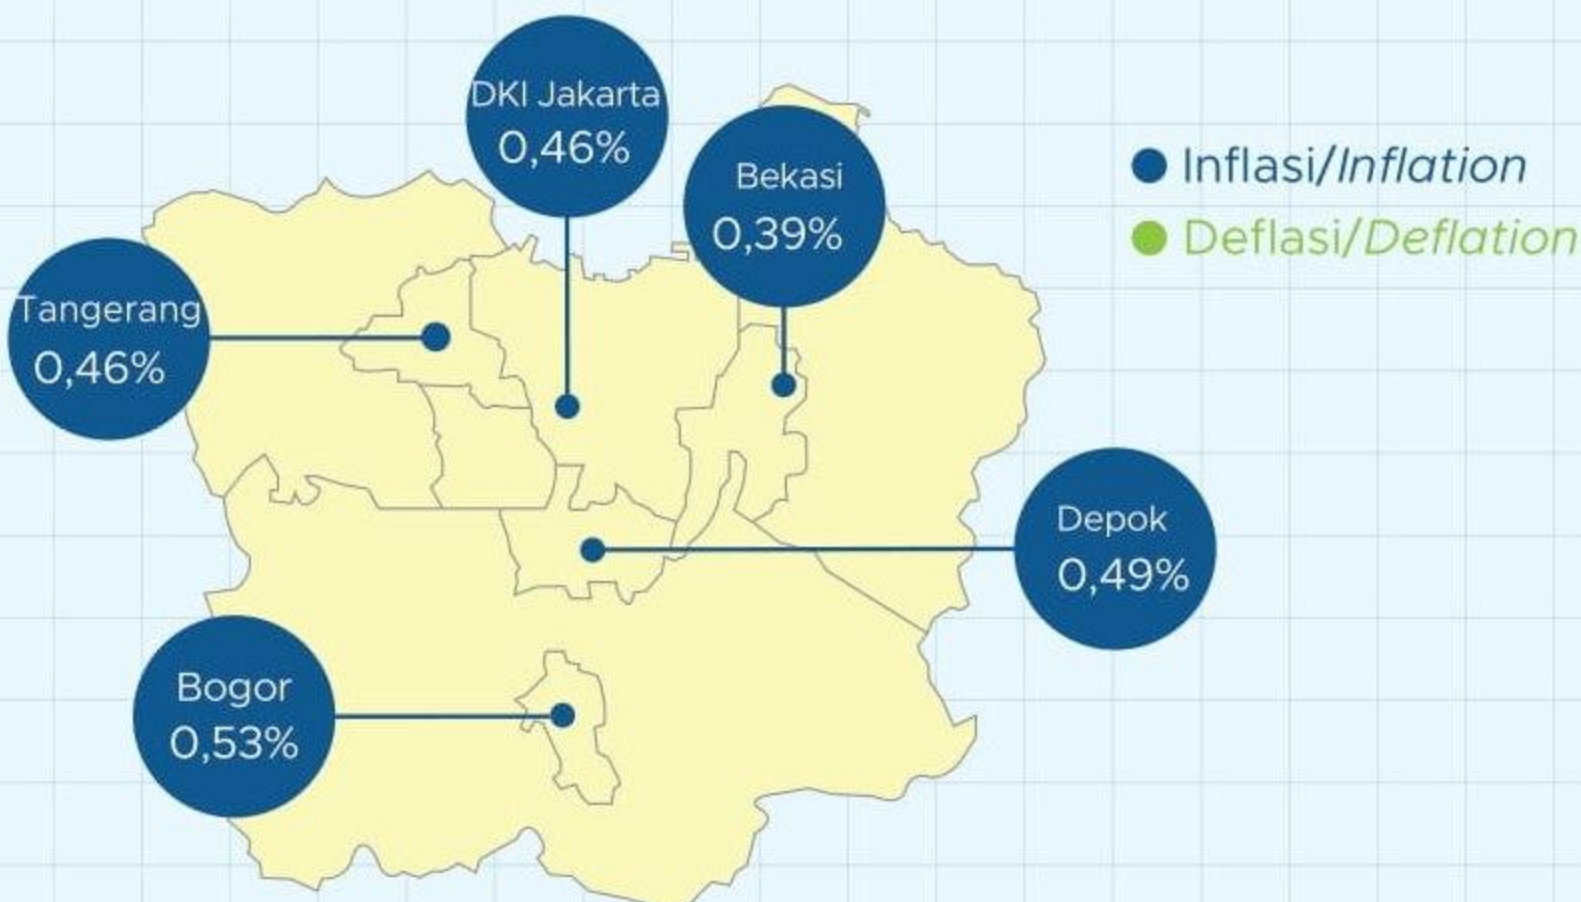 DKI Jakarta
0,46%
Bekasi
0,39%
Inflasi/Inflation
Deflasi/Deflation
Tangerang
0,46%
Depok
0,49%
Bogor
0,53%